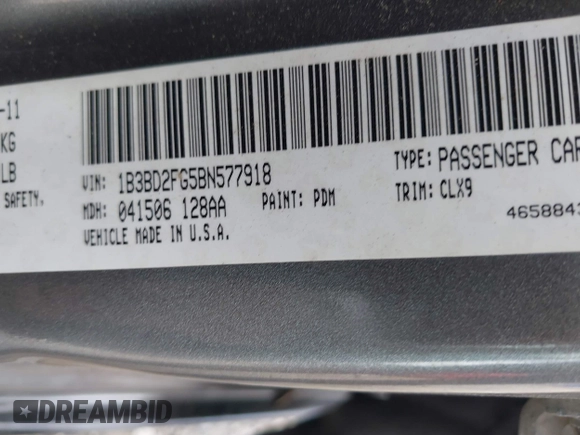 -11
KG
LB
SAFETY.
VIN: 1B3BD2FG5BN577918
TYPE: PASSENGER CAR
MDH: 041506 128AA
PAINT: PDM
TRIM: CLX9
VEHICLE MADE IN U.S.A.
465884
DREAMBID